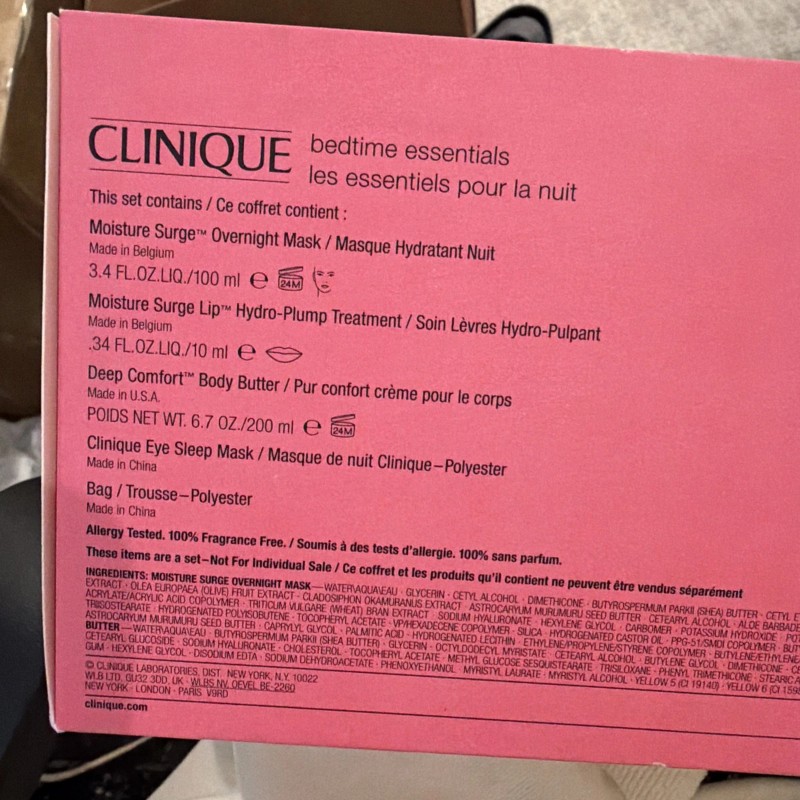 CLINIQUE bedtime essentials
les essentiels pour la nuit
This set contains / Ce coffret contient :
Moisture Surge™ Overnight Mask / Masque Hydratant Nuit
Made in Belgium
3.4 FL.OZ.LIQ./100 ml ℮ 24M
Moisture Surge Lip™ Hydro-Plump Treatment / Soin Lèvres Hydro-Pulpant
Made in Belgium
.34 FL.OZ.LIQ./10 ml ℮
Deep Comfort™ Body Butter / Pur confort crème pour le corps
Made in U.S.A.
POIDS NET WT. 6.7 OZ./200 ml ℮ 24M
Clinique Eye Sleep Mask / Masque de nuit Clinique–Polyester
Made in China
Bag / Trousse–Polyester
Made in China
Allergy Tested. 100% Fragrance Free. / Soumis à des tests d'allergie. 100% sans parfum.
These items are a set–Not For Individual Sale / Ce coffret et les produits qu'il contient ne peuvent être vendus séparément
INGREDIENTS: MOISTURE SURGE OVERNIGHT MASK—WATER\AQUA\EAU · GLYCERIN · CETYL ALCOHOL · DIMETHICONE · BUTYROSPERMUM PARKII (SHEA) BUTTER · CETYL
EXTRACT · OLEA EUROPAEA (OLIVE) FRUIT EXTRACT · CLADOSIPHON OKAMURANUS EXTRACT · ASTROCARYUM MURUMURU SEED BUTTER · CETEARYL ALCOHOL · ALOE
ACRYLATE/ACRYLIC ACID COPOLYMER · TRITICUM VULGARE (WHEAT) BRAN EXTRACT · SODIUM HYALURONATE · HEXYLENE GLYCOL · CARBOMER · POTASSIUM HYDROXIDE
TRIISOSTEARATE · HYDROGENATED POLYISOBUTENE · TOCOPHERYL ACETATE · VP/HEXADECENE COPOLYMER · SILICA · HYDROGENATED CASTOR OIL · PPG-51/SMDI COPOLYMER
ASTROCARYUM MURUMURU SEED BUTTER · CAPRYLYL GLYCOL · PALMITIC ACID · HYDROGENATED LECITHIN · ETHYLENE/PROPYLENE/STYRENE COPOLYMER · BUTYLENE/ETHYLENE
BUTTER—WATER\AQUA\EAU · BUTYROSPERMUM PARKII (SHEA BUTTER) · GLYCERIN · OCTYLDODECYL MYRISTATE · CETEARYL ALCOHOL · BUTYLENE GLYCOL · DIMETHICONE
CETEARYL GLUCOSIDE · SODIUM HYALURONATE · CHOLESTEROL · TOCOPHERYL ACETATE · METHYL GLUCOSE SESQUISTEARATE · TRISILOXANE · PHENYL TRIMETHICONE
GUM · HEXYLENE GLYCOL · DISODIUM EDTA · SODIUM DEHYDROACETATE · PHENOXYETHANOL · MYRISTYL LAURATE · MYRISTYL ALCOHOL · YELLOW 5 (CI 19140) · YELLOW 6
© CLINIQUE LABORATORIES, DIST. NEW YORK, N.Y. 10022
WLB LTD, GU32 3DD, UK · WLBS NV, OEVEL BE-2260
NEW YORK · LONDON · PARIS V9RD
clinique.com